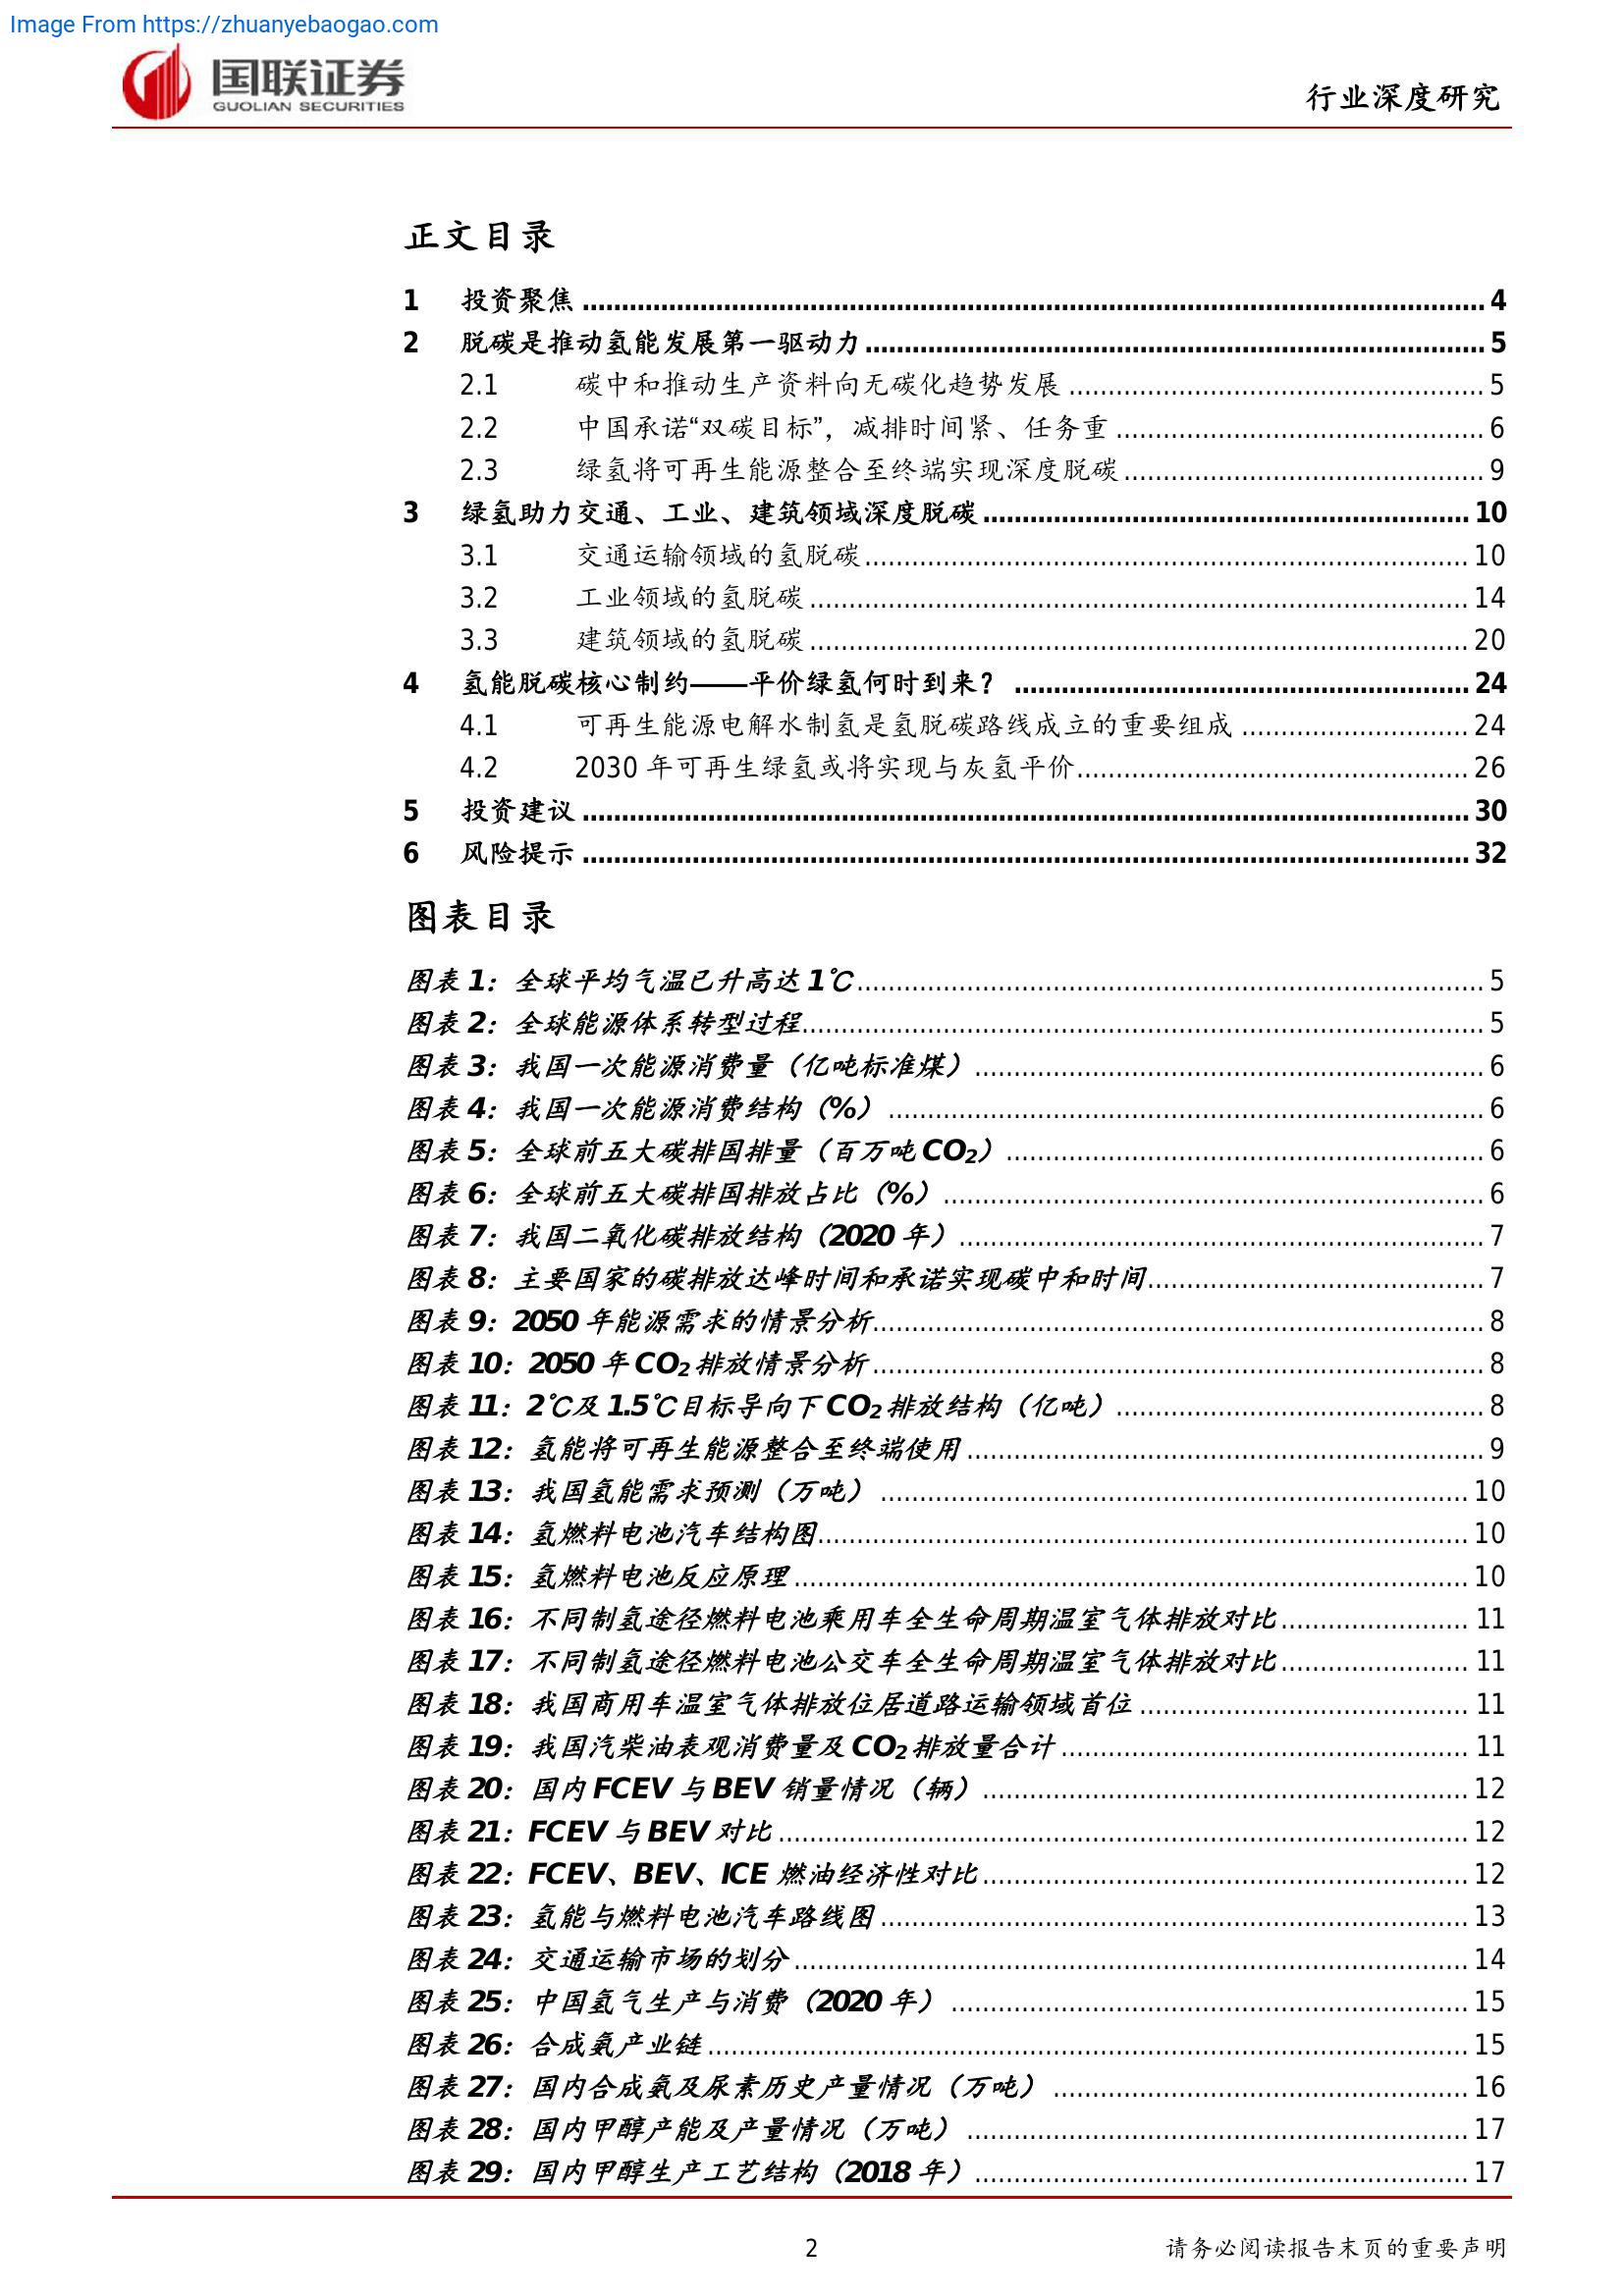 Image From https://zhuanyebaogao.com
国联证券
GUOLIAN SECURITIES
行业深度研究
正文目录
1 投资聚焦 4
2 脱碳是推动氢能发展第一驱动力 5
2.1 碳中和推动生产资料向无碳化趋势发展 5
2.2 中国承诺“双碳目标”，减排时间紧、任务重 6
2.3 绿氢将可再生能源整合至终端实现深度脱碳 9
3 绿氢助力交通、工业、建筑领域深度脱碳 10
3.1 交通运输领域的氢脱碳 10
3.2 工业领域的氢脱碳 14
3.3 建筑领域的氢脱碳 20
4 氢能脱碳核心制约——平价绿氢何时到来？ 24
4.1 可再生能源电解水制氢是氢脱碳路线成立的重要组成 24
4.2 2030 年可再生绿氢或将实现与灰氢平价 26
5 投资建议 30
6 风险提示 32
图表目录
图表 1：全球平均气温已升高达 1℃ 5
图表 2：全球能源体系转型过程 5
图表 3：我国一次能源消费量（亿吨标准煤） 6
图表 4：我国一次能源消费结构（%） 6
图表 5：全球前五大碳排国排量（百万吨 CO₂） 6
图表 6：全球前五大碳排国排放占比（%） 6
图表 7：我国二氧化碳排放结构（2020 年） 7
图表 8：主要国家的碳排放达峰时间和承诺实现碳中和时间 7
图表 9：2050 年能源需求的情景分析 8
图表 10：2050 年 CO₂ 排放情景分析 8
图表 11：2℃及 1.5℃目标导向下 CO₂ 排放结构（亿吨） 8
图表 12：氢能将可再生能源整合至终端使用 9
图表 13：我国氢能需求预测（万吨） 10
图表 14：氢燃料电池汽车结构图 10
图表 15：氢燃料电池反应原理 10
图表 16：不同制氢途径燃料电池乘用车全生命周期温室气体排放对比 11
图表 17：不同制氢途径燃料电池公交车全生命周期温室气体排放对比 11
图表 18：我国商用车温室气体排放位居道路运输领域首位 11
图表 19：我国汽柴油表观消费量及 CO₂ 排放量合计 11
图表 20：国内 FCEV 与 BEV 销量情况（辆） 12
图表 21：FCEV 与 BEV 对比 12
图表 22：FCEV、BEV、ICE 燃油经济性对比 12
图表 23：氢能与燃料电池汽车路线图 13
图表 24：交通运输市场的划分 14
图表 25：中国氢气生产与消费（2020 年） 15
图表 26：合成氨产业链 15
图表 27：国内合成氨及尿素历史产量情况（万吨） 16
图表 28：国内甲醇产能及产量情况（万吨） 17
图表 29：国内甲醇生产工艺结构（2018 年） 17
2
请务必阅读报告末页的重要声明